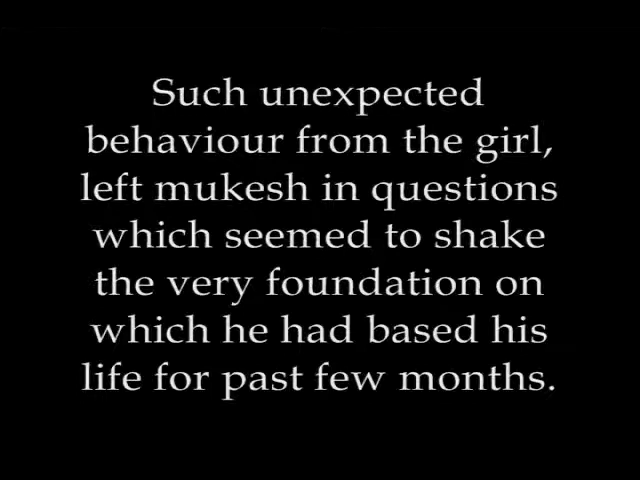 Such unexpected
behaviour from the girl,
left mukesh in questions
which seemed to shake
the very foundation on
which he had based his
life for past few months.